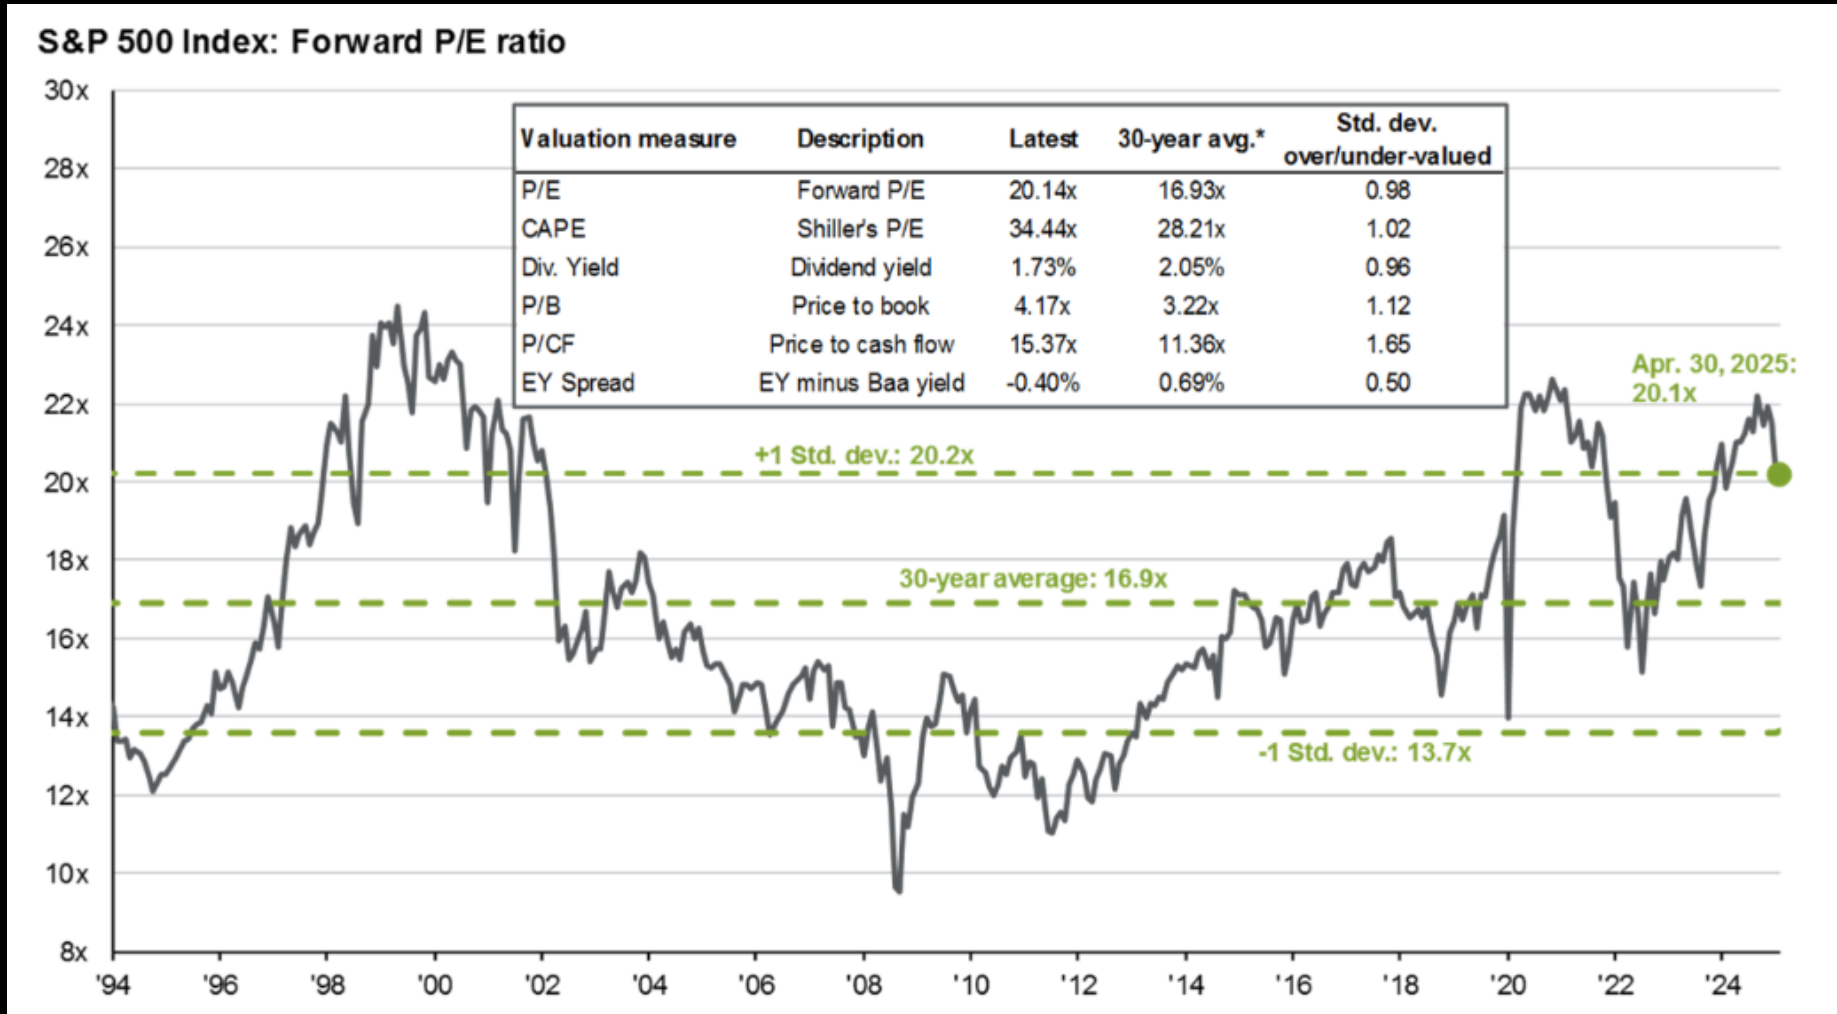 S&P 500 Index: Forward P/E ratio
30x
28x
26x
24x
22x
20x
18x
16x
14x
12x
10x
8x
Valuation measure Description Latest 30-year avg.* Std. dev. over/under-valued
P/E Forward P/E 20.14x 16.93x 0.98
CAPE Shiller's P/E 34.44x 28.21x 1.02
Div. Yield Dividend yield 1.73% 2.05% 0.96
P/B Price to book 4.17x 3.22x 1.12
P/CF Price to cash flow 15.37x 11.36x 1.65
EY Spread EY minus Baa yield -0.40% 0.69% 0.50
Apr. 30, 2025:
20.1x
+1 Std. dev.: 20.2x
30-year average: 16.9x
-1 Std. dev.: 13.7x
'94 '96 '98 '00 '02 '04 '06 '08 '10 '12 '14 '16 '18 '20 '22 '24